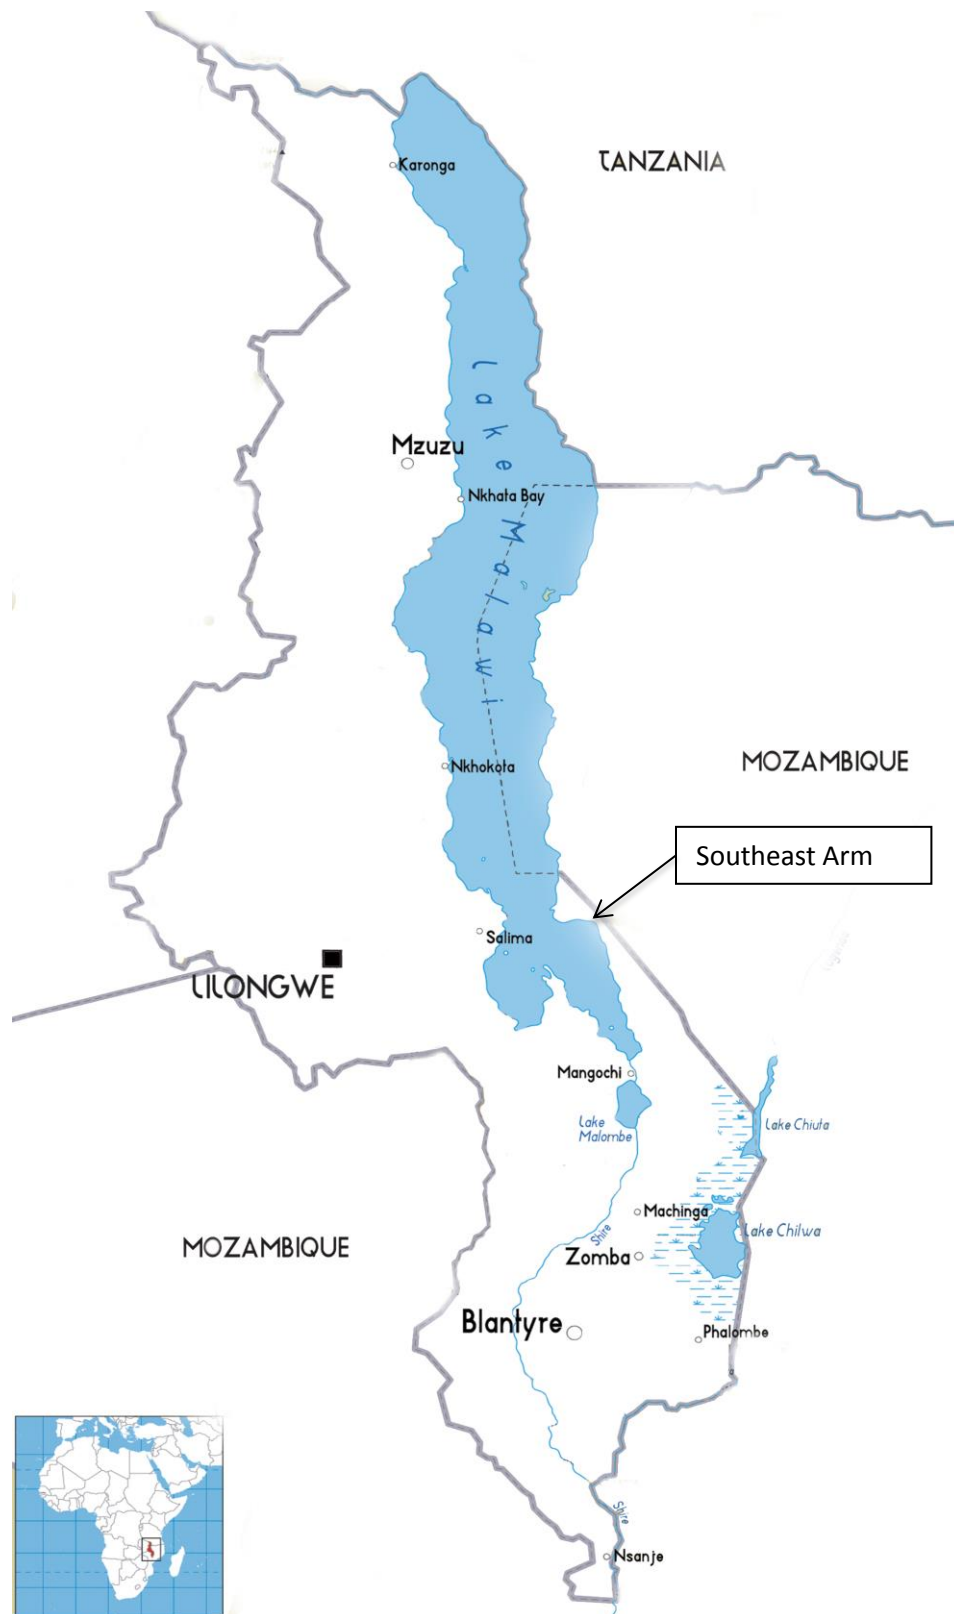 Karonga
TANZANIA
Lake Malawi
Mzuzu
Nkhata Bay
Nkhokota
MOZAMBIQUE
Southeast Arm
Salima
LILONGWE
Mangochi
Lake
Malombe
Lake Chiuta
Machinga
Lake Chilwa
Shire
MOZAMBIQUE
Zomba
Blantyre
Phalombe
Shire
Nsanje